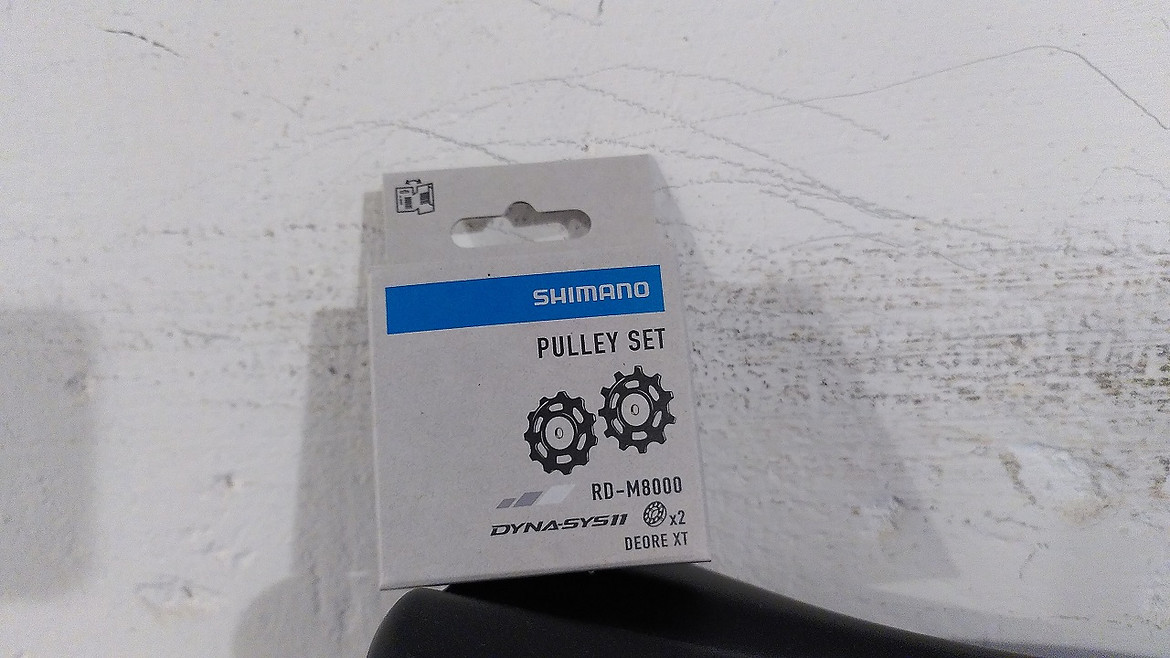 SHIMANO
PULLEY SET
RD-M8000
DYNA-SYS11 x2
DEORE XT